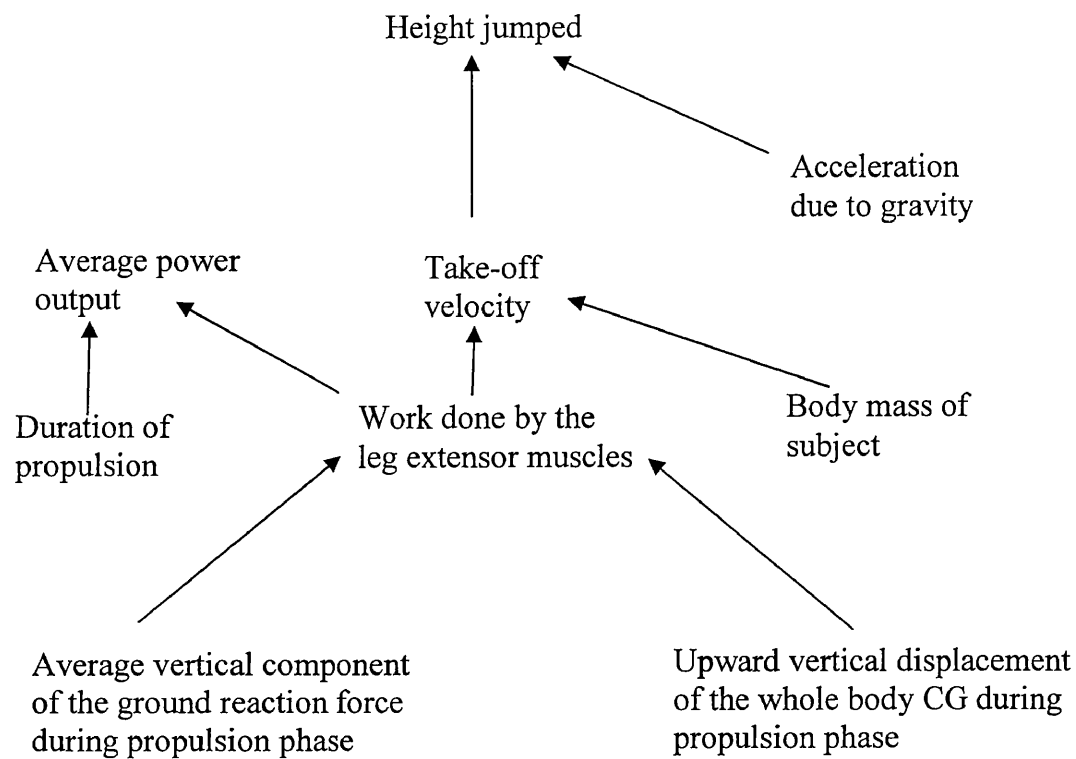 Height jumped
Acceleration
due to gravity
Average power
output
Take-off
velocity
Duration of
propulsion
Work done by the
leg extensor muscles
Body mass of
subject
Average vertical component
of the ground reaction force
during propulsion phase
Upward vertical displacement
of the whole body CG during
propulsion phase